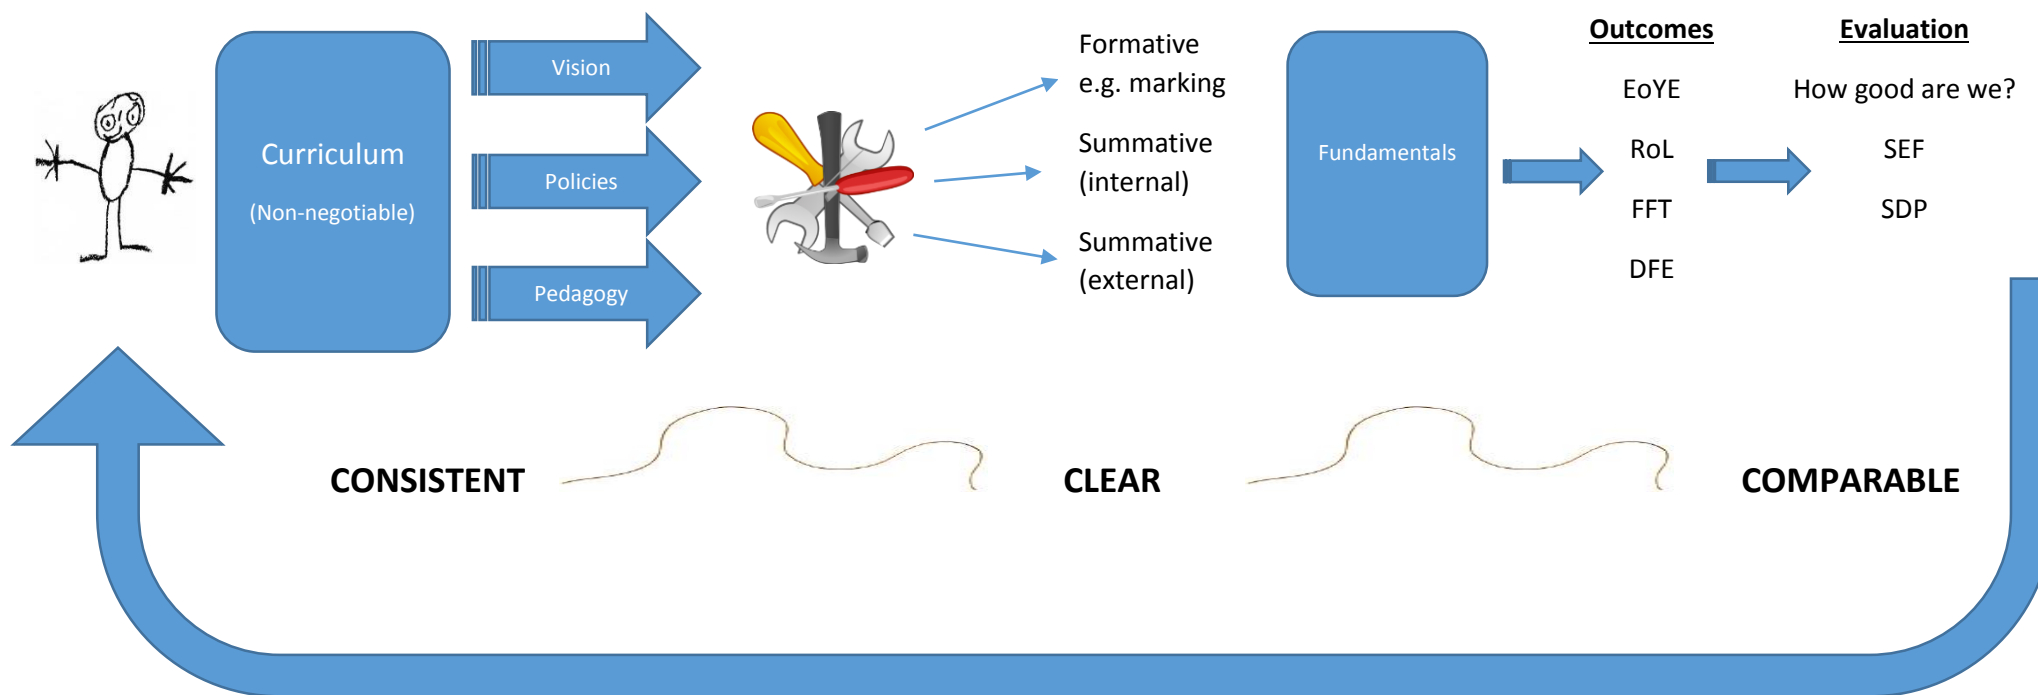 Curriculum
(Non-negotiable)
Vision
Policies
Pedagogy
Formative
e.g. marking
Summative
(internal)
Summative
(external)
Fundamentals
Outcomes
EoYE
RoL
FFT
DFE
Evaluation
How good are we?
SEF
SDP
CONSISTENT
CLEAR
COMPARABLE